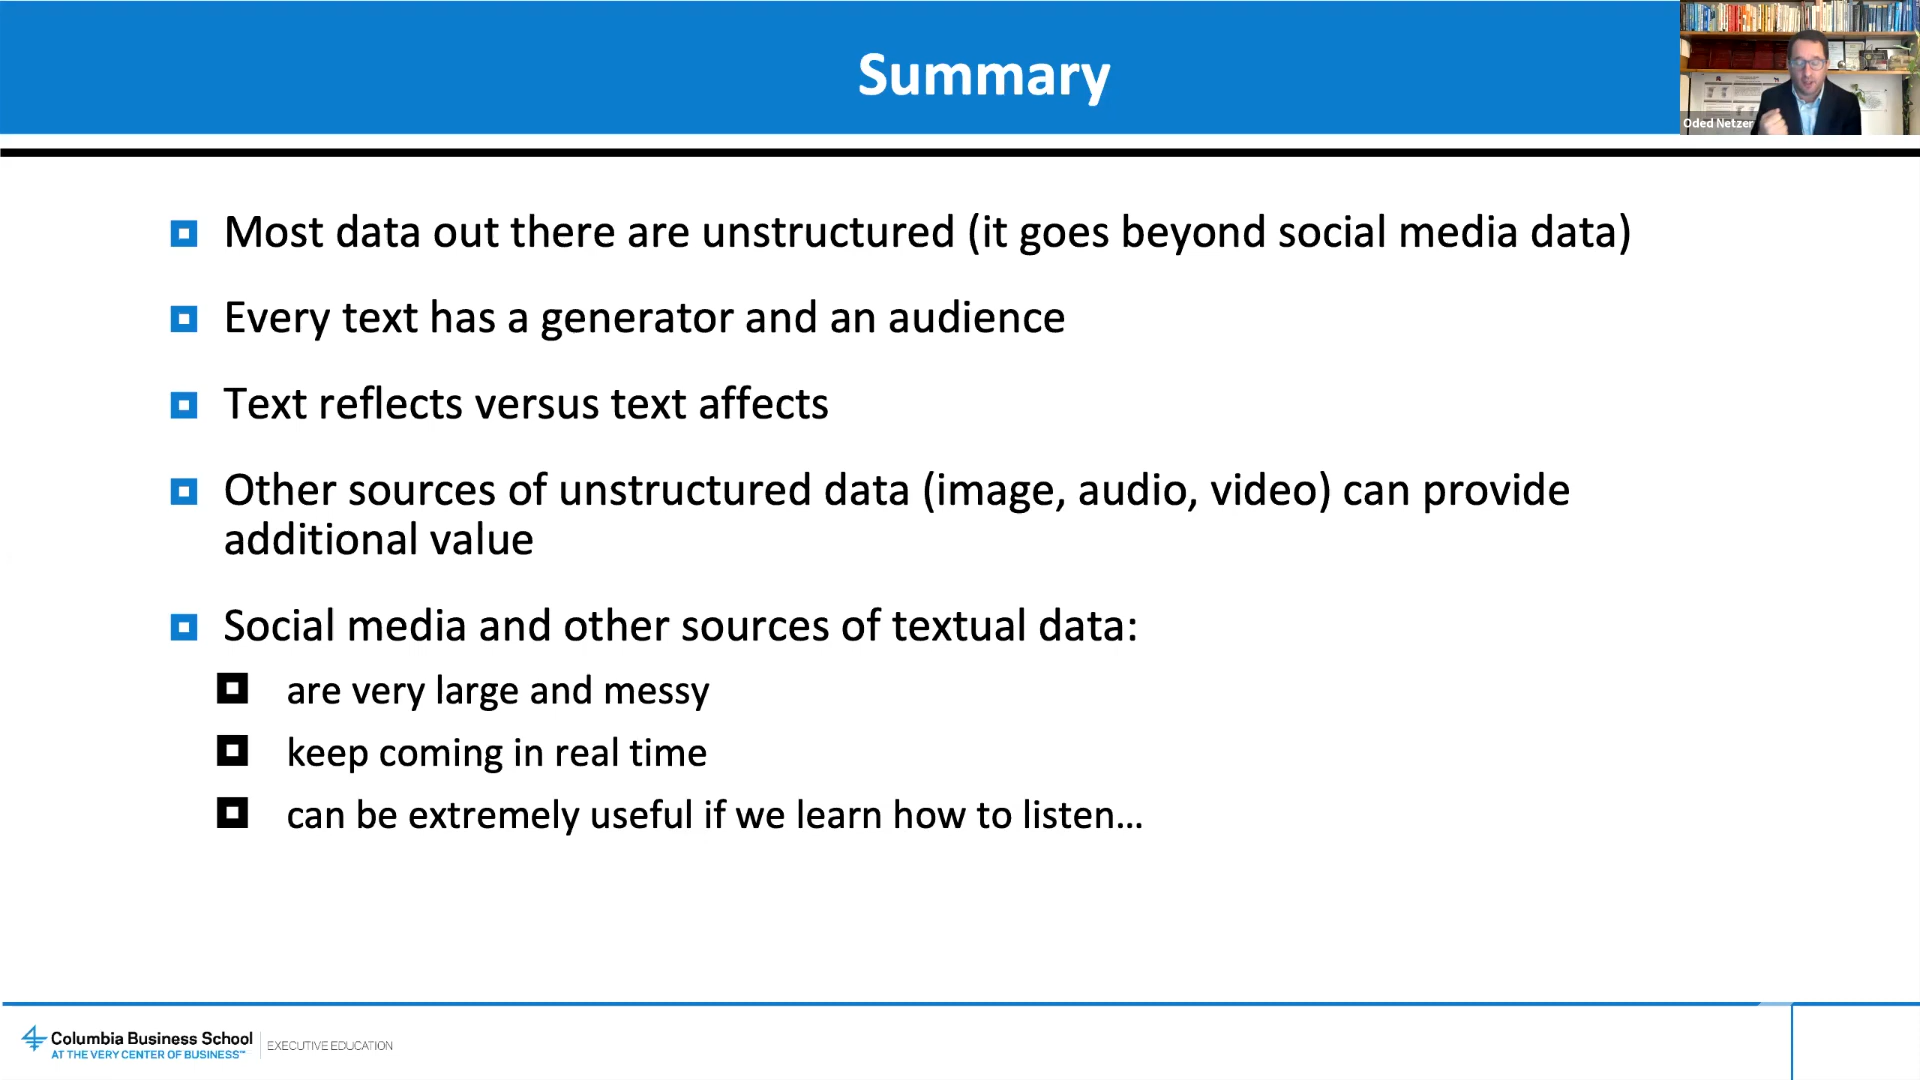 Summary
Oded Netzer
Most data out there are unstructured (it goes beyond social media data)
Every text has a generator and an audience
Text reflects versus text affects
Other sources of unstructured data (image, audio, video) can provide
additional value
Social media and other sources of textual data:
are very large and messy
keep coming in real time
can be extremely useful if we learn how to listen...
Columbia Business School
AT THE VERY CENTER OF BUSINESS℠
EXECUTIVE EDUCATION